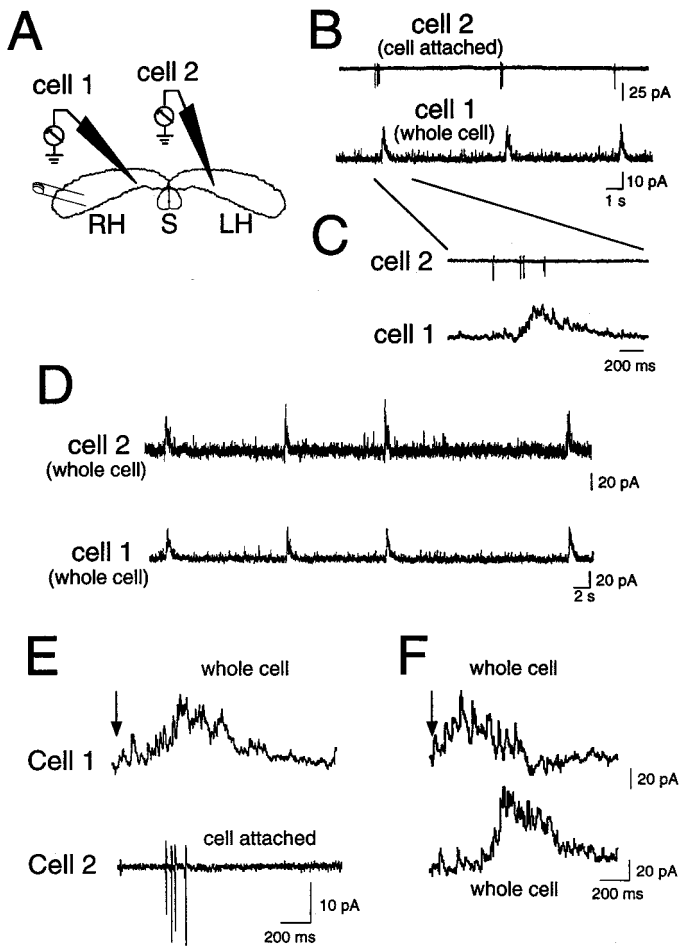 A
cell 1
cell 2
RH S LH
B
cell 2
(cell attached)
25 pA
cell 1
(whole cell)
10 pA
1 s
C
cell 2
cell 1
200 ms
D
cell 2
(whole cell)
20 pA
cell 1
(whole cell)
20 pA
2 s
E
whole cell
Cell 1
cell attached
Cell 2
10 pA
200 ms
F
whole cell
20 pA
20 pA
whole cell
200 ms